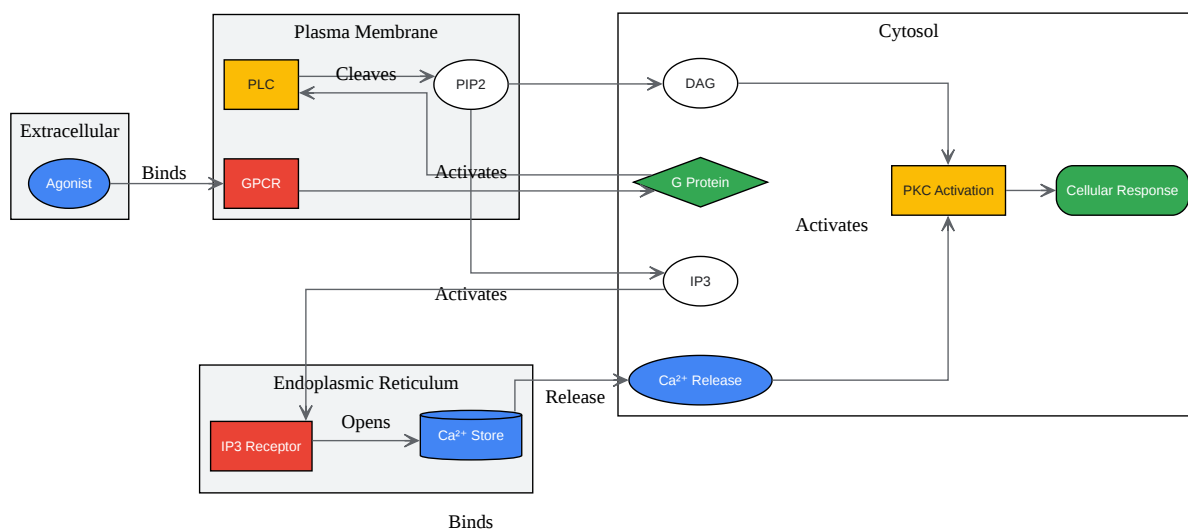 Plasma Membrane
Cytosol
PLC
Cleaves
PIP2
DAG
Extracellular
Agonist
Binds
GPCR
Activates
G Protein
PKC Activation
Cellular Response
Activates
IP3
Activates
Endoplasmic Reticulum
Ca²⁺ Release
Release
IP3 Receptor
Opens
Ca²⁺ Store
Binds